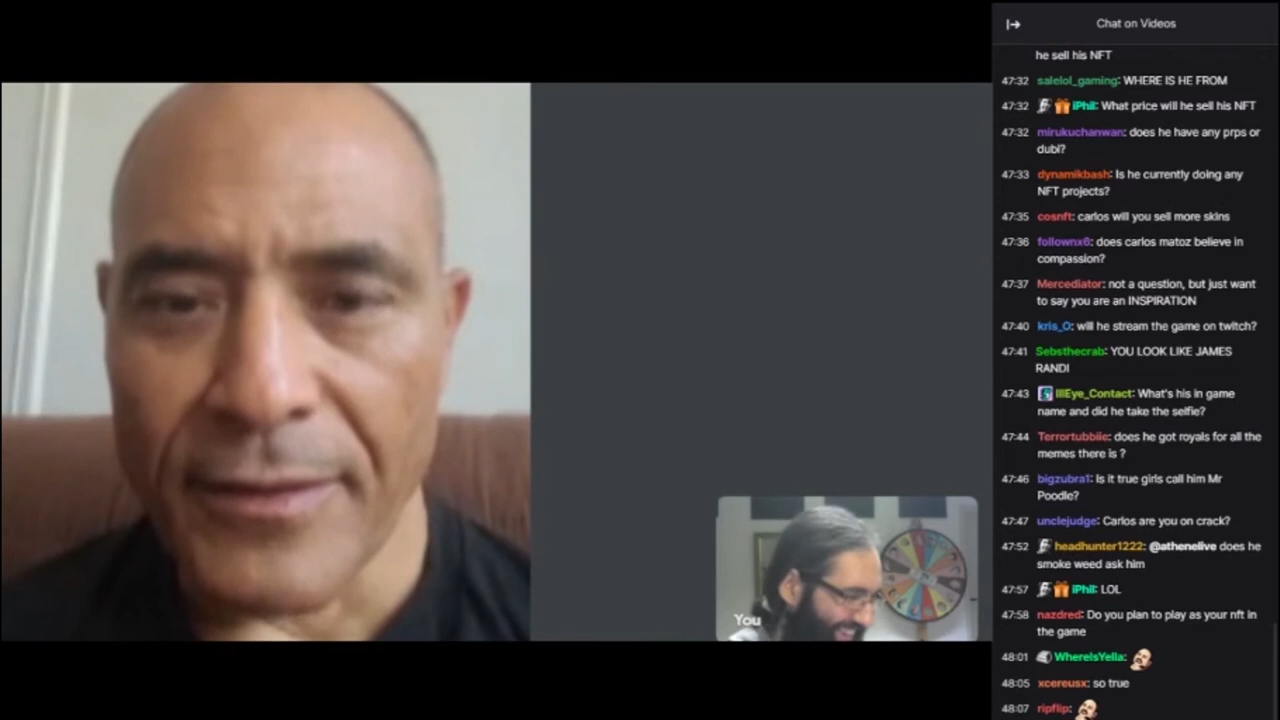 Chat on Videos
he sell his NFT
47:32 salelol_gaming: WHERE IS HE FROM
47:32 iPhil: What price will he sell his NFT
47:32 mirukuchanwan: does he have any prps or
dubi?
47:33 dynamikbash: Is he currently doing any
NFT projects?
47:35 cosnft: carlos will you sell more skins
47:36 follownx6: does carlos matoz believe in
compassion?
47:37 Mercediator: not a question, but just want
to say you are an INSPIRATION
47:40 kris_O: will he stream the game on twitch?
47:41 Sebsthecrab: YOU LOOK LIKE JAMES
RANDI
47:43 IllEye_Contact: What's his in game
name and did he take the selfie?
47:44 Terrortubbiie: does he got royals for all the
memes there is ?
47:46 bigzubra1: Is it true girls call him Mr
Poodle?
47:47 unclejudge: Carlos are you on crack?
47:52 headhunter1222: @athenelive does he
smoke weed ask him
47:57 iPhil: LOL
47:58 nazdred: Do you plan to play as your nft in
the game
48:01 WhereIsYella:
48:05 xcereusx: so true
48:07 ripflip:
You